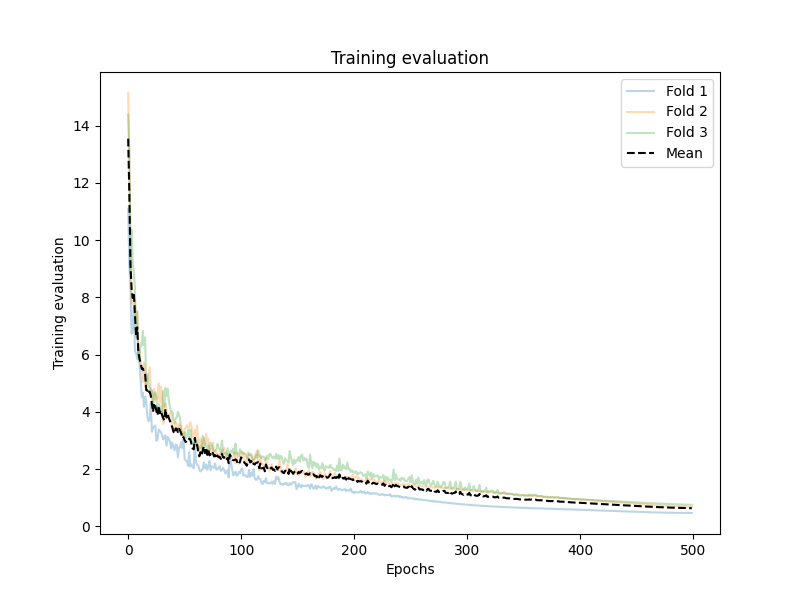 Training evaluation
Fold 1
Fold 2
Fold 3
Mean
Training evaluation
14
12
10
8
6
4
2
0
0 100 200 300 400 500
Epochs